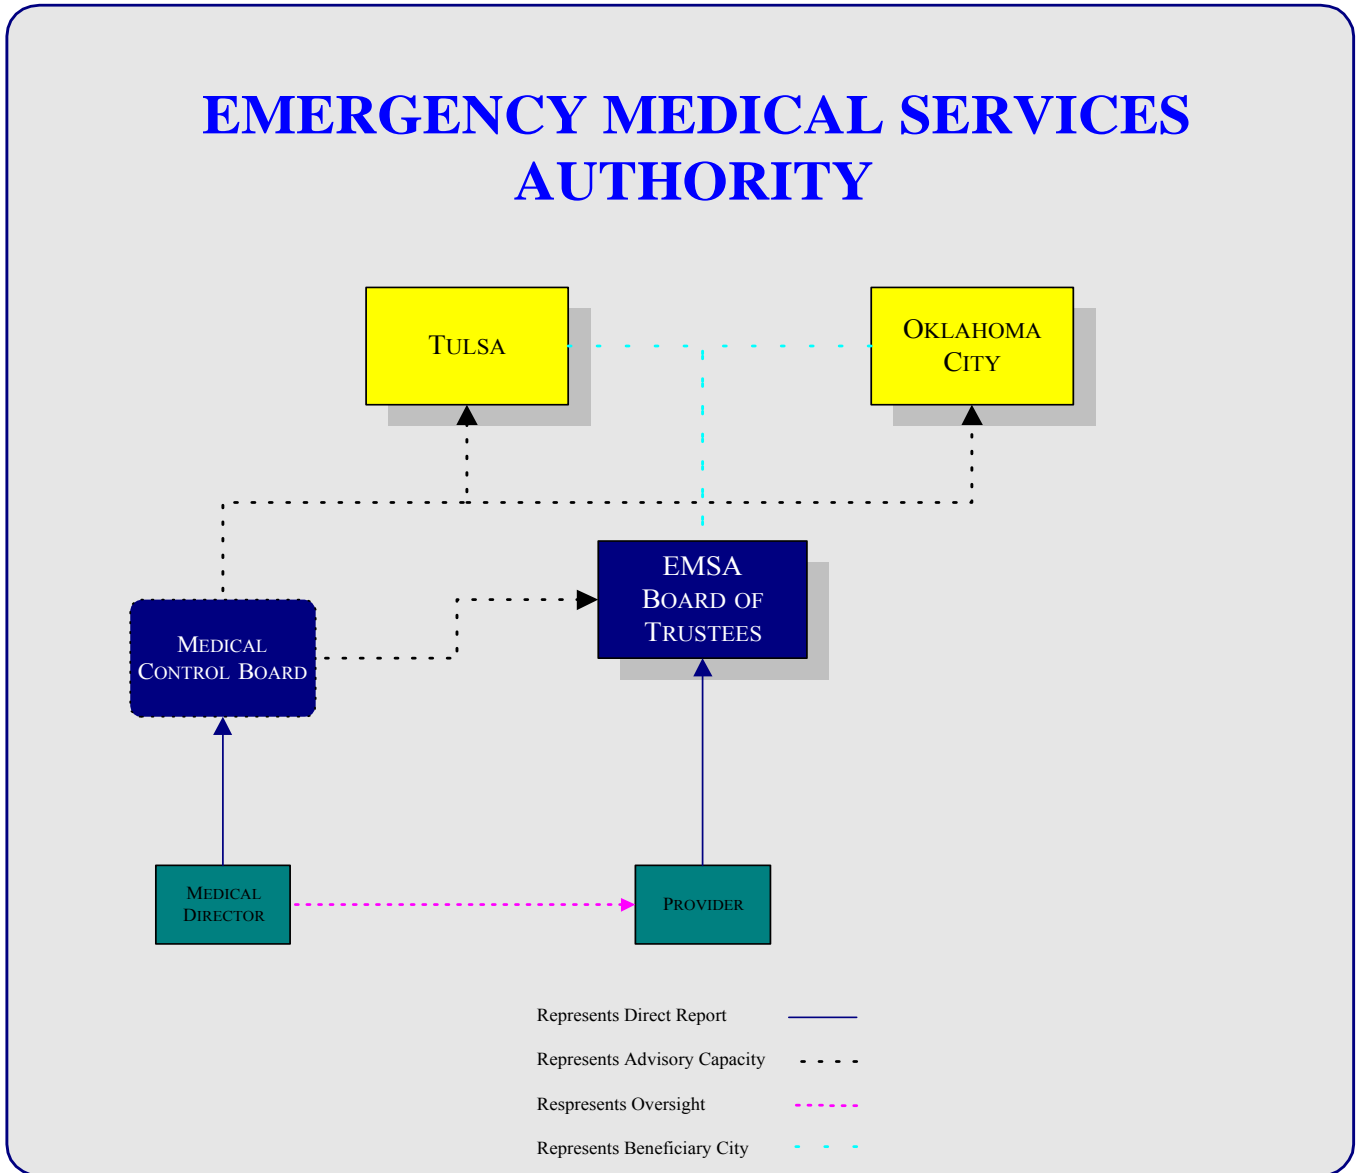 EMERGENCY MEDICAL SERVICES
AUTHORITY
TULSA
OKLAHOMA
CITY
EMSA
BOARD OF
TRUSTEES
MEDICAL
CONTROL BOARD
MEDICAL
DIRECTOR
PROVIDER
Represents Direct Report
Represents Advisory Capacity
Respresents Oversight
Represents Beneficiary City